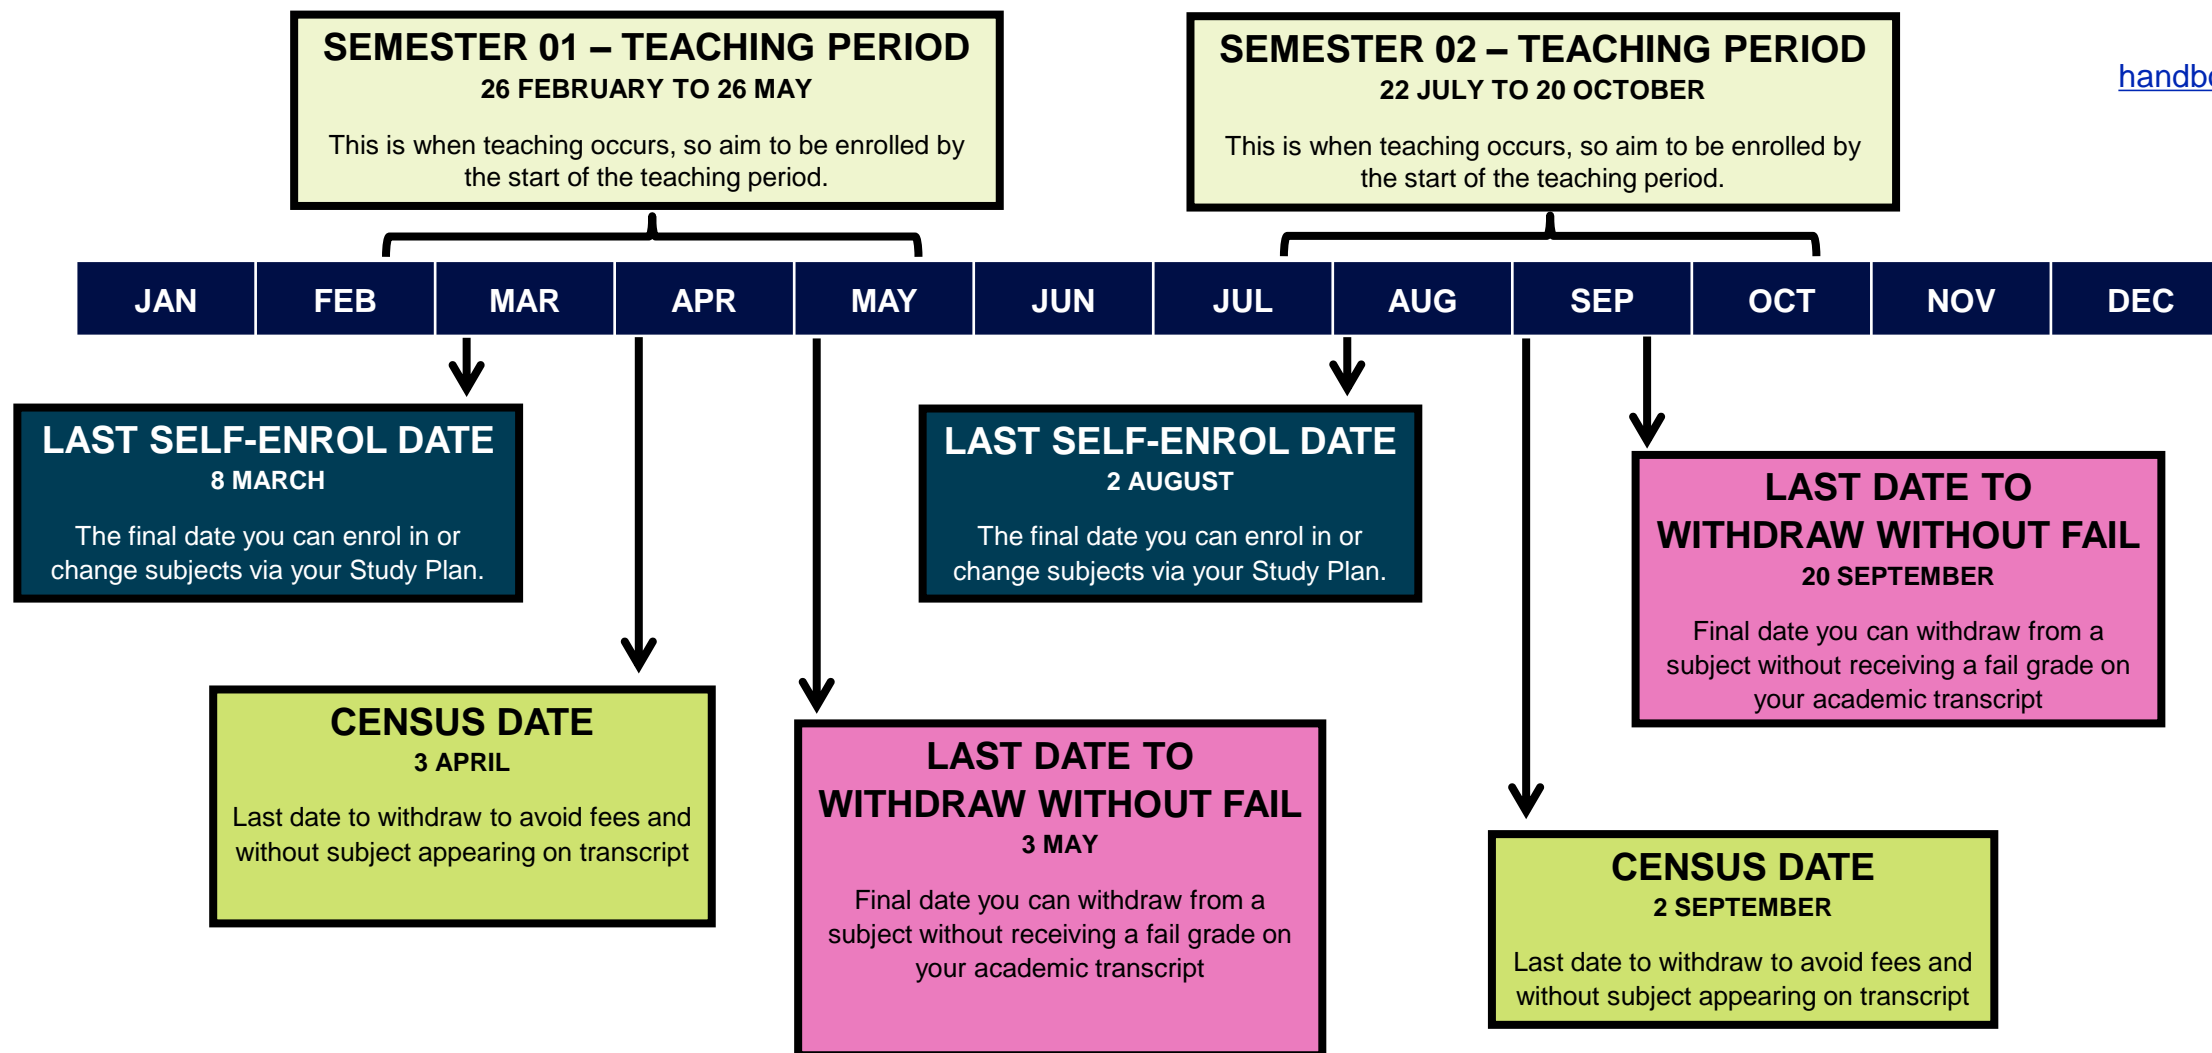 SEMESTER 01 – TEACHING PERIOD
26 FEBRUARY TO 26 MAY
This is when teaching occurs, so aim to be enrolled by
the start of the teaching period.
SEMESTER 02 – TEACHING PERIOD
22 JULY TO 20 OCTOBER
This is when teaching occurs, so aim to be enrolled by
the start of the teaching period.
JAN FEB MAR APR MAY JUN JUL AUG SEP OCT NOV DEC
LAST SELF-ENROL DATE
8 MARCH
The final date you can enrol in or
change subjects via your Study Plan.
LAST SELF-ENROL DATE
2 AUGUST
The final date you can enrol in or
change subjects via your Study Plan.
LAST DATE TO
WITHDRAW WITHOUT FAIL
20 SEPTEMBER
Final date you can withdraw from a
subject without receiving a fail grade on
your academic transcript
CENSUS DATE
3 APRIL
Last date to withdraw to avoid fees and
without subject appearing on transcript
LAST DATE TO
WITHDRAW WITHOUT FAIL
3 MAY
Final date you can withdraw from a
subject without receiving a fail grade on
your academic transcript
CENSUS DATE
2 SEPTEMBER
Last date to withdraw to avoid fees and
without subject appearing on transcript